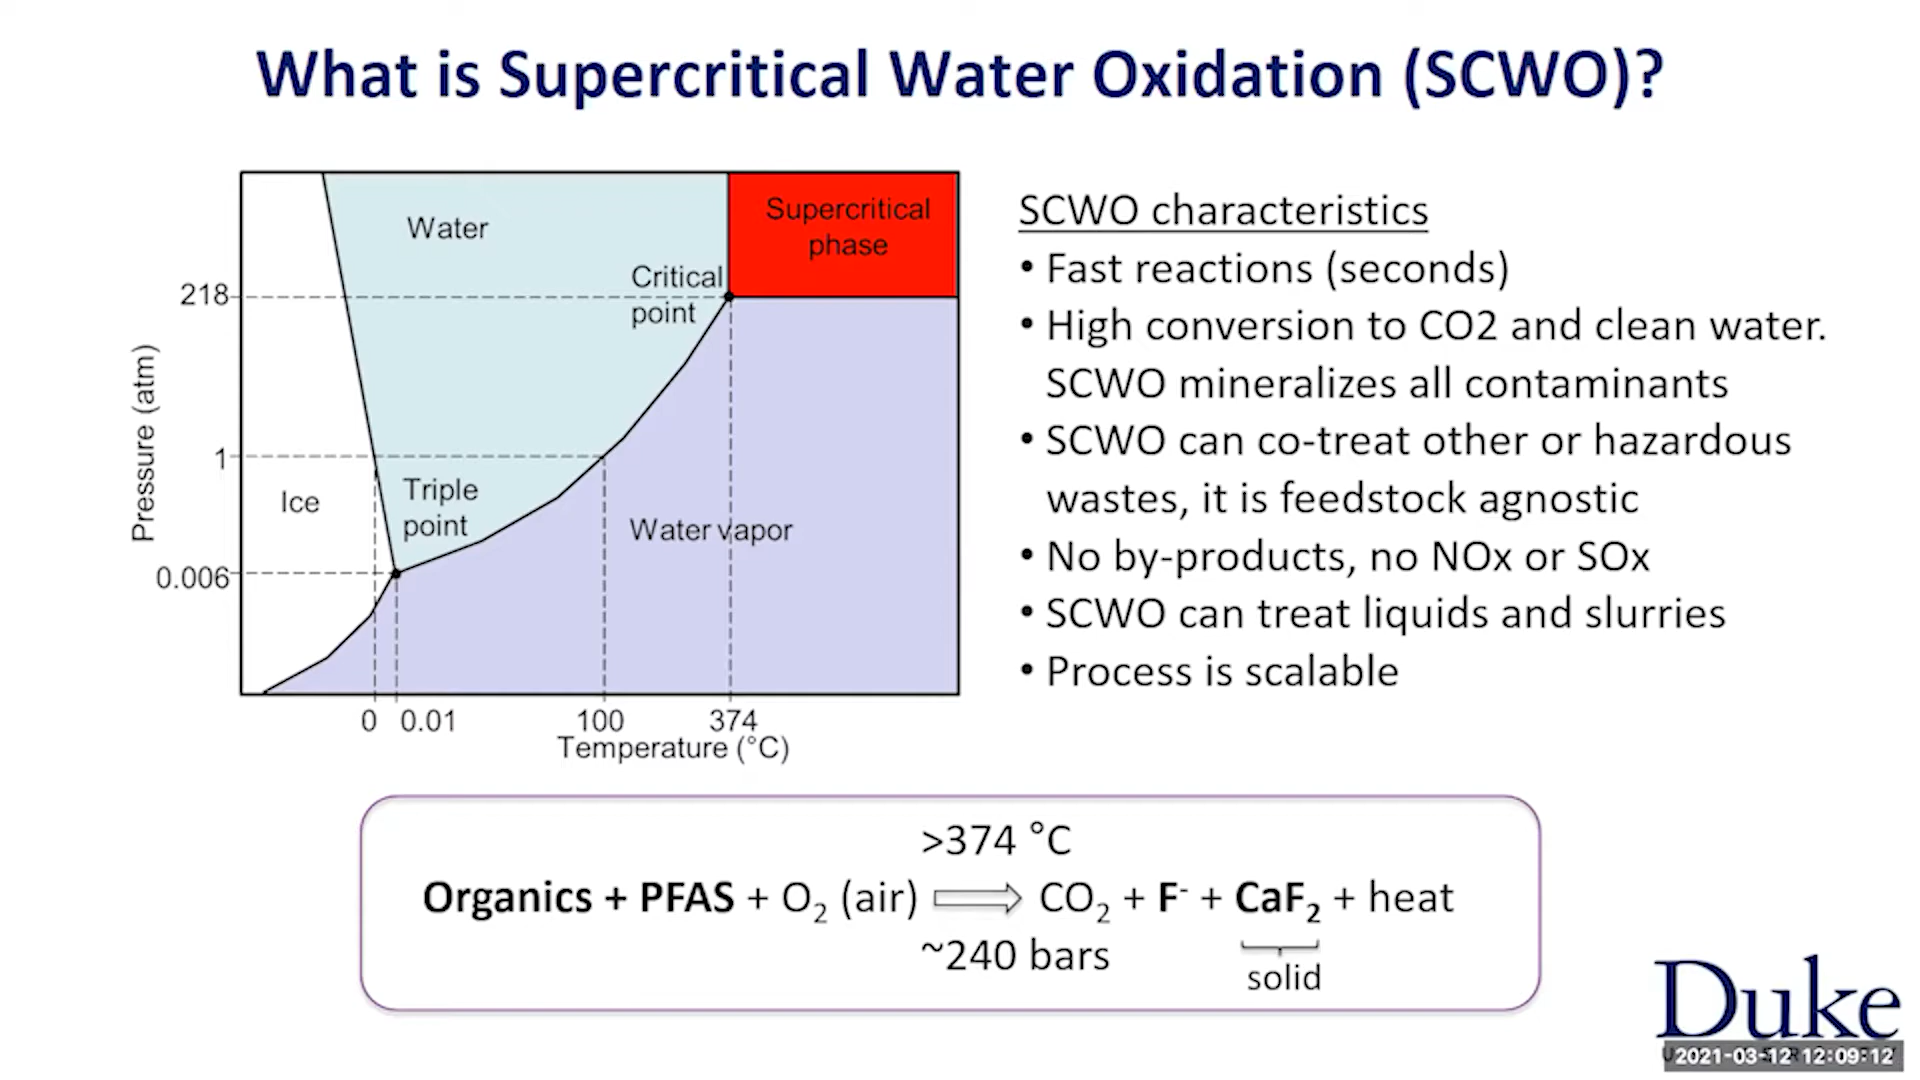 What is Supercritical Water Oxidation (SCWO)?
Water
Supercritical
phase
Critical
point
218
1
Ice
Triple
point
Water vapor
0.006
Pressure (atm)
0 0.01 100 374
Temperature (°C)
SCWO characteristics
• Fast reactions (seconds)
• High conversion to CO2 and clean water.
SCWO mineralizes all contaminants
• SCWO can co-treat other or hazardous
wastes, it is feedstock agnostic
• No by-products, no NOx or SOx
• SCWO can treat liquids and slurries
• Process is scalable
>374 °C
Organics + PFAS + O₂ (air) ⇒ CO₂ + F⁻ + CaF₂ + heat
~240 bars
solid
Duke
2021-03-12 12:09:12